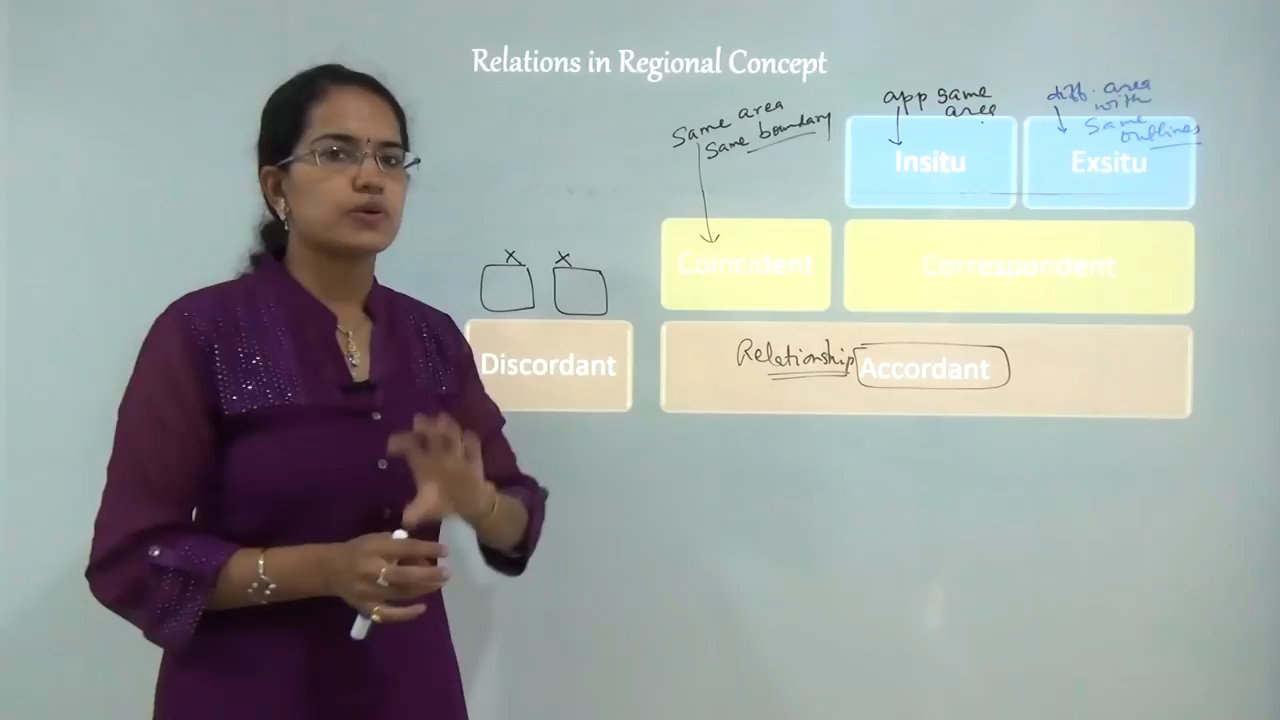 Relations in Regional Concept
Same area
Same boundary
app same
area
diff. area
with
Same
outlines
Insitu
Exsitu
Coincident
Correspondent
x x
Discordant
Relationship
Accordant